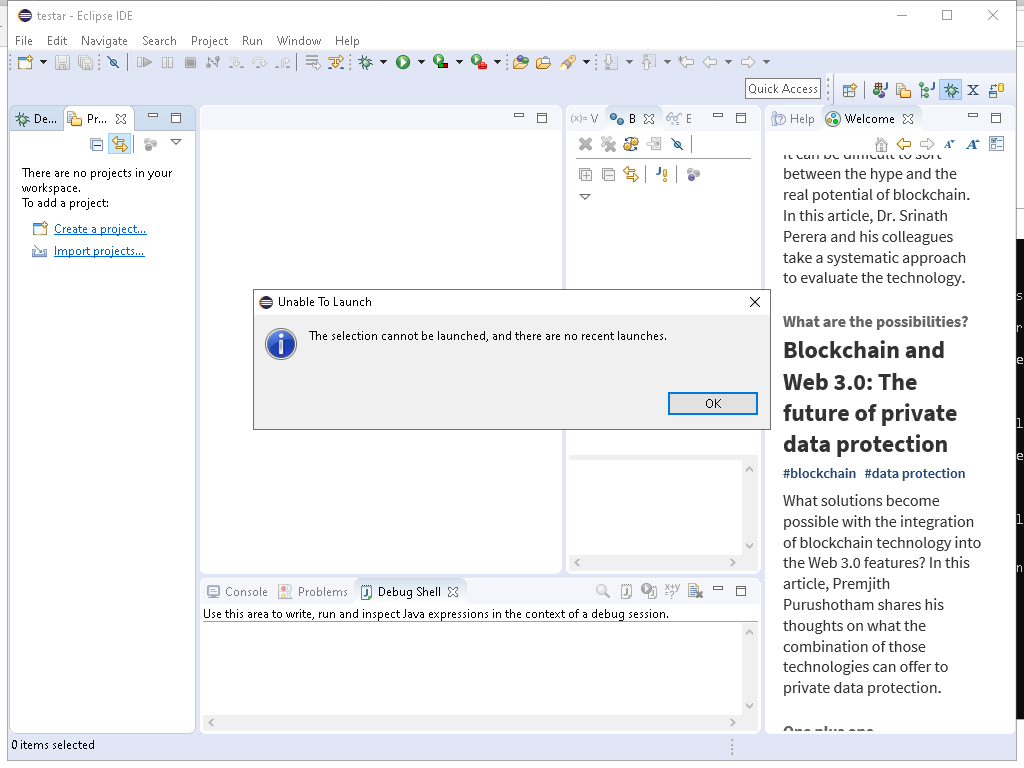 testar - Eclipse IDE
File Edit Navigate Search Project Run Window Help
Quick Access
De...
Pr...
There are no projects in your
workspace.
To add a project:
Create a project...
Import projects...
(x)= V
B
E
Help
Welcome
It can be difficult to sort
between the hype and the
real potential of blockchain.
In this article, Dr. Srinath
Perera and his colleagues
take a systematic approach
to evaluate the technology.
What are the possibilities?
Blockchain and
Web 3.0: The
future of private
data protection
#blockchain #data protection
What solutions become
possible with the integration
of blockchain technology into
the Web 3.0 features? In this
article, Premjith
Purushotham shares his
thoughts on what the
combination of those
technologies can offer to
private data protection.
Unable To Launch
The selection cannot be launched, and there are no recent launches.
OK
Console
Problems
Debug Shell
Use this area to write, run and inspect Java expressions in the context of a debug session.
0 items selected